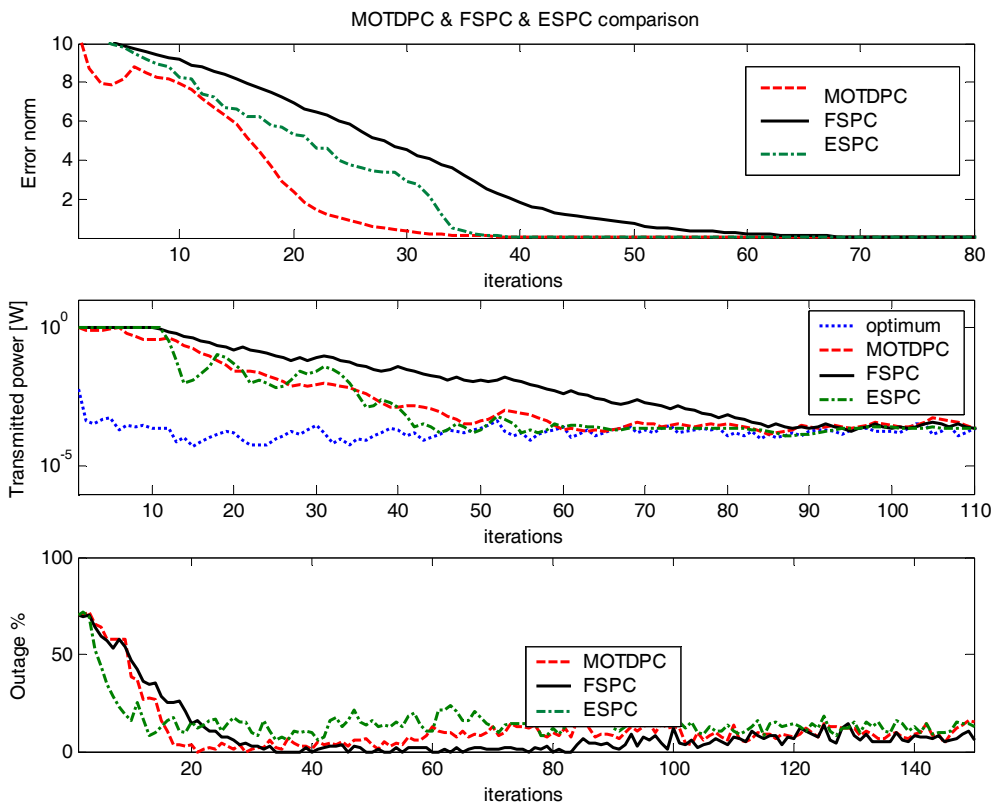 MOTDPC & FSPC & ESPC comparison
10
8
6
4
2
Error norm
MOTDPC
FSPC
ESPC
10 20 30 40 50 60 70 80
iterations
10^0
10^-5
Transmitted power [W]
optimum
MOTDPC
FSPC
ESPC
10 20 30 40 50 60 70 80 90 100 110
iterations
100
50
0
Outage %
MOTDPC
FSPC
ESPC
20 40 60 80 100 120 140
iterations